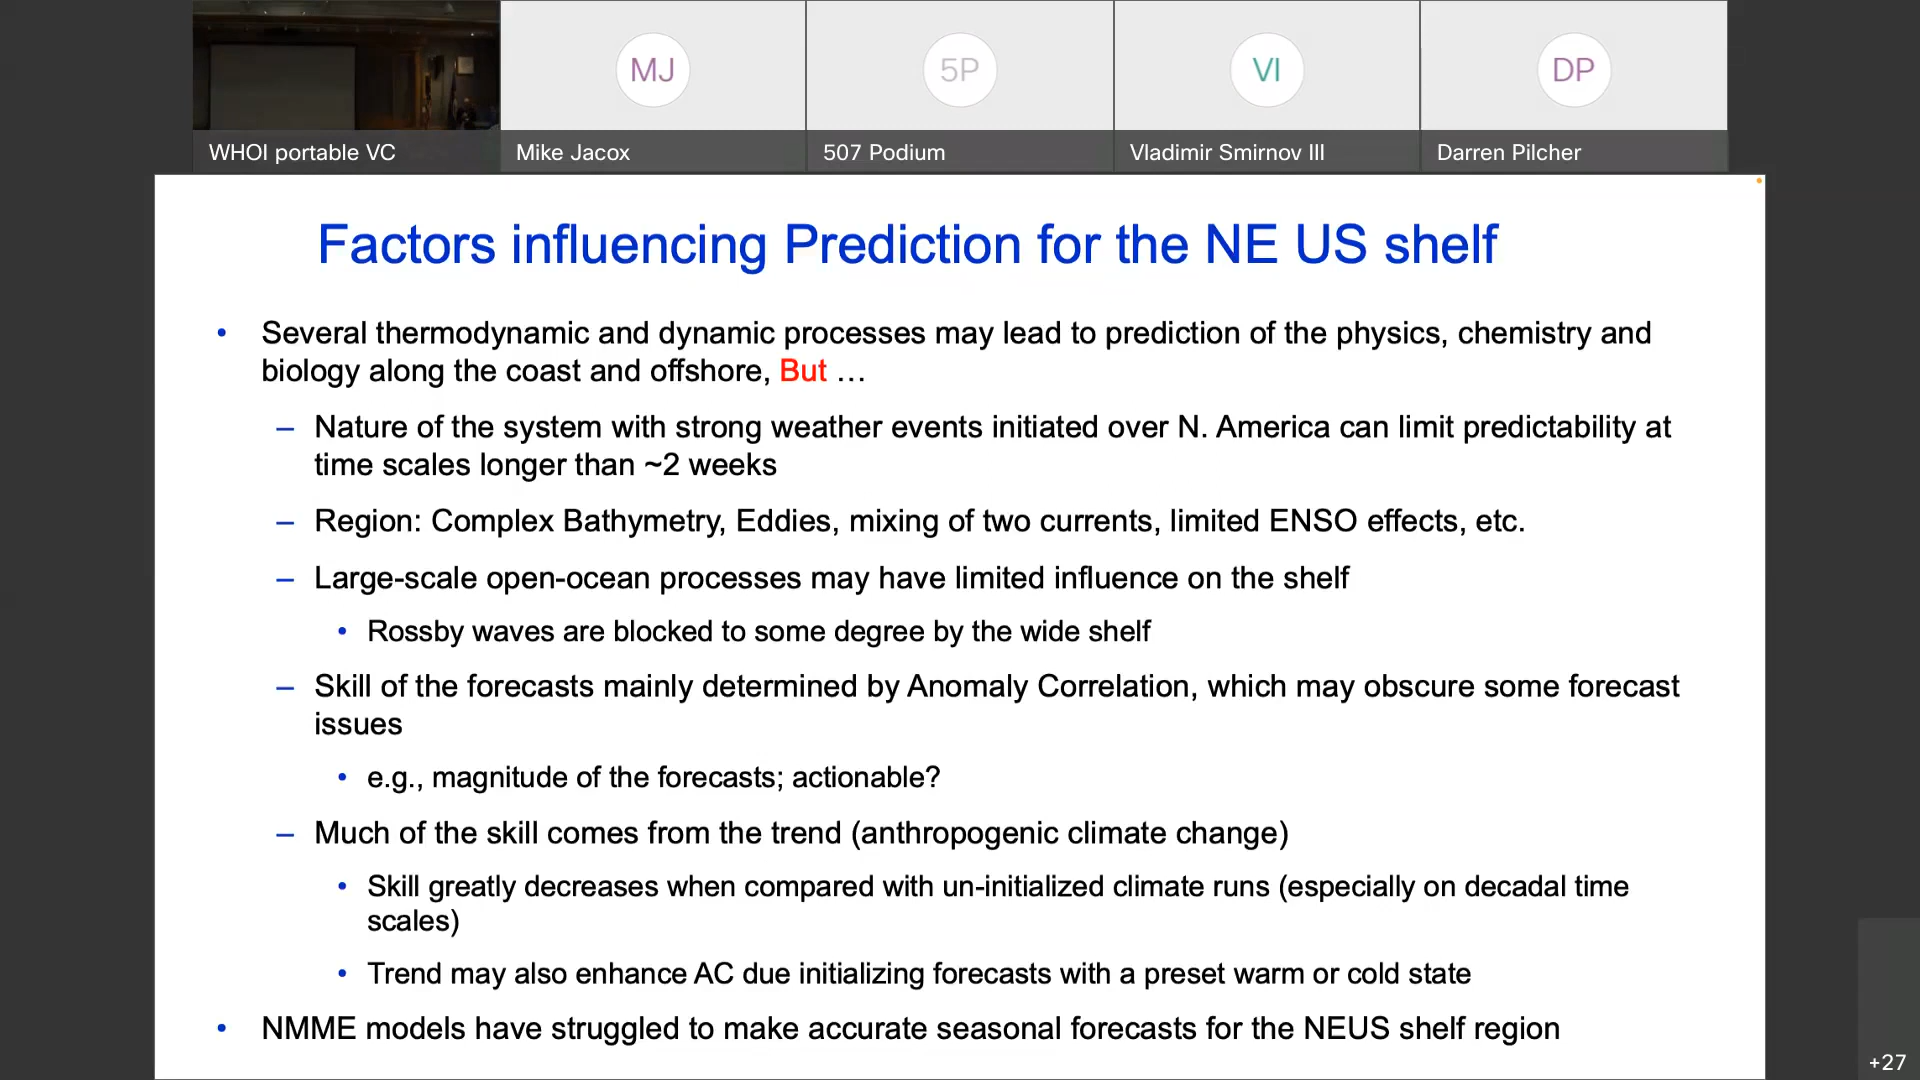 MJ
5P
VI
DP
WHOI portable VC
Mike Jacox
507 Podium
Vladimir Smirnov III
Darren Pilcher
Factors influencing Prediction for the NE US shelf
• Several thermodynamic and dynamic processes may lead to prediction of the physics, chemistry and
biology along the coast and offshore, But …
– Nature of the system with strong weather events initiated over N. America can limit predictability at
time scales longer than ~2 weeks
– Region: Complex Bathymetry, Eddies, mixing of two currents, limited ENSO effects, etc.
– Large-scale open-ocean processes may have limited influence on the shelf
• Rossby waves are blocked to some degree by the wide shelf
– Skill of the forecasts mainly determined by Anomaly Correlation, which may obscure some forecast
issues
• e.g., magnitude of the forecasts; actionable?
– Much of the skill comes from the trend (anthropogenic climate change)
• Skill greatly decreases when compared with un-initialized climate runs (especially on decadal time
scales)
• Trend may also enhance AC due initializing forecasts with a preset warm or cold state
• NMME models have struggled to make accurate seasonal forecasts for the NEUS shelf region
+27